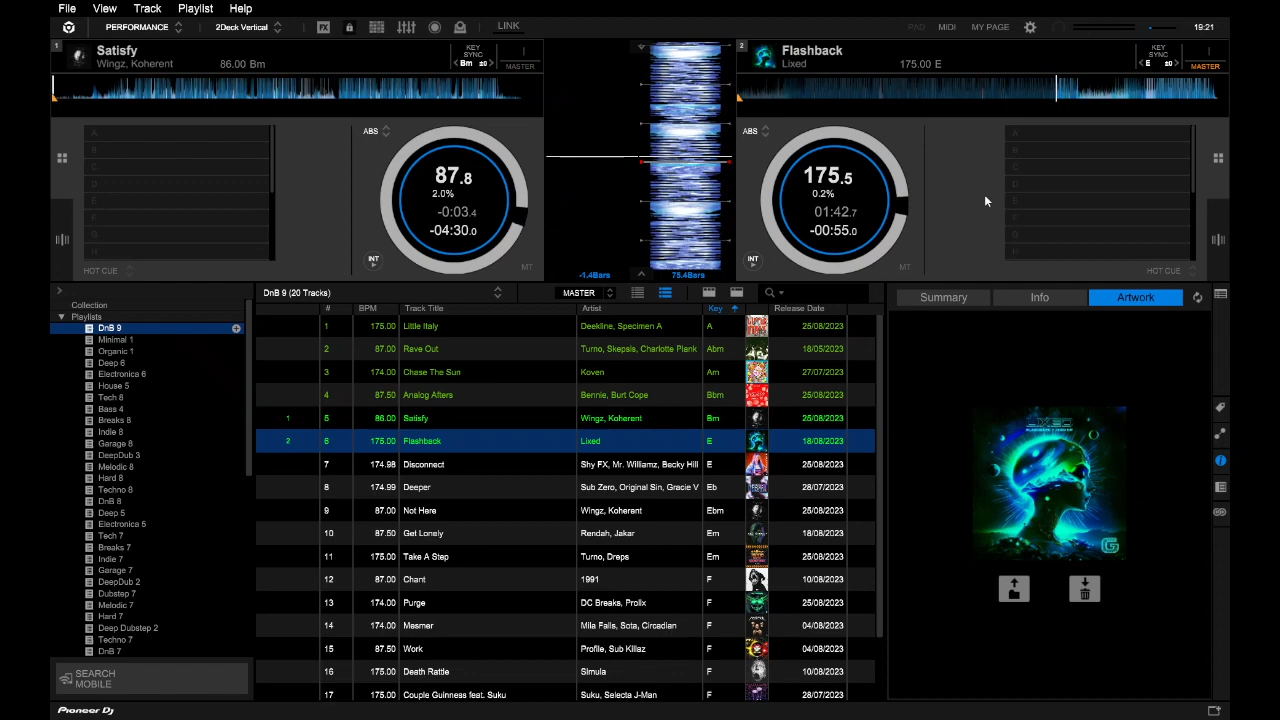 File View Track Playlist Help
PERFORMANCE 2Deck Vertical FX LINK PAD MIDI MY PAGE 19:21
1 Satisfy KEY SYNC
Wingz, Koherent 86.00 Bm Bm ±0 MASTER
2 Flashback KEY SYNC
Lixed 175.00 E E ±0 MASTER
A
B
C
D
E
F
G
H
HOT CUE
ABS
87.8
2.0%
-0:03.4
-04:30.0
INT MT
-1.4Bars 75.4Bars
ABS
175.5
0.2%
01:42.7
-00:55.0
INT MT
A
B
C
D
E
F
G
H
HOT CUE
Collection
Playlists
DnB 9
Minimal 1
Organic 1
Deep 6
Electronica 6
House 5
Tech 8
Bass 4
Breaks 8
Indie 8
Garage 8
DeepDub 3
Melodic 8
Hard 8
Techno 8
DnB 8
Deep 5
Electronica 5
Tech 7
Breaks 7
Indie 7
Garage 7
DeepDub 2
Dubstep 7
Melodic 7
Hard 7
Deep Dubstep 2
Techno 7
DnB 7
SEARCH
MOBILE
DnB 9 (20 Tracks) MASTER
# BPM Track Title Artist Key Release Date
1 175.00 Little Italy Deekline, Specimen A A 25/08/2023
2 87.00 Rave Out Turno, Skepsis, Charlotte Plank Abm 18/05/2023
3 174.00 Chase The Sun Koven Am 27/07/2023
4 87.50 Analog Afters Bennie, Burt Cope Bbm 25/08/2023
1 5 86.00 Satisfy Wingz, Koherent Bm 25/08/2023
2 6 175.00 Flashback Lixed E 18/08/2023
7 174.98 Disconnect Shy FX, Mr. Williamz, Becky Hill E 25/08/2023
8 174.99 Deeper Sub Zero, Original Sin, Gracie V Eb 28/07/2023
9 87.00 Not Here Wingz, Koherent Ebm 25/08/2023
10 87.00 Get Lonely Rendah, Jakar Em 18/08/2023
11 175.00 Take A Step Turno, Dreps Em 25/08/2023
12 87.00 Chant 1991 F 10/08/2023
13 174.00 Purge DC Breaks, Prolix F 25/08/2023
14 174.00 Mesmer Mila Falls, Sota, Circadian F 04/08/2023
15 87.50 Work Profile, Sub Killaz F 04/08/2023
16 175.00 Death Rattle Simula F 10/08/2023
17 175.00 Couple Guinness feat. Suku Suku, Selecta J-Man F 28/07/2023
Summary Info Artwork
Pioneer Dj